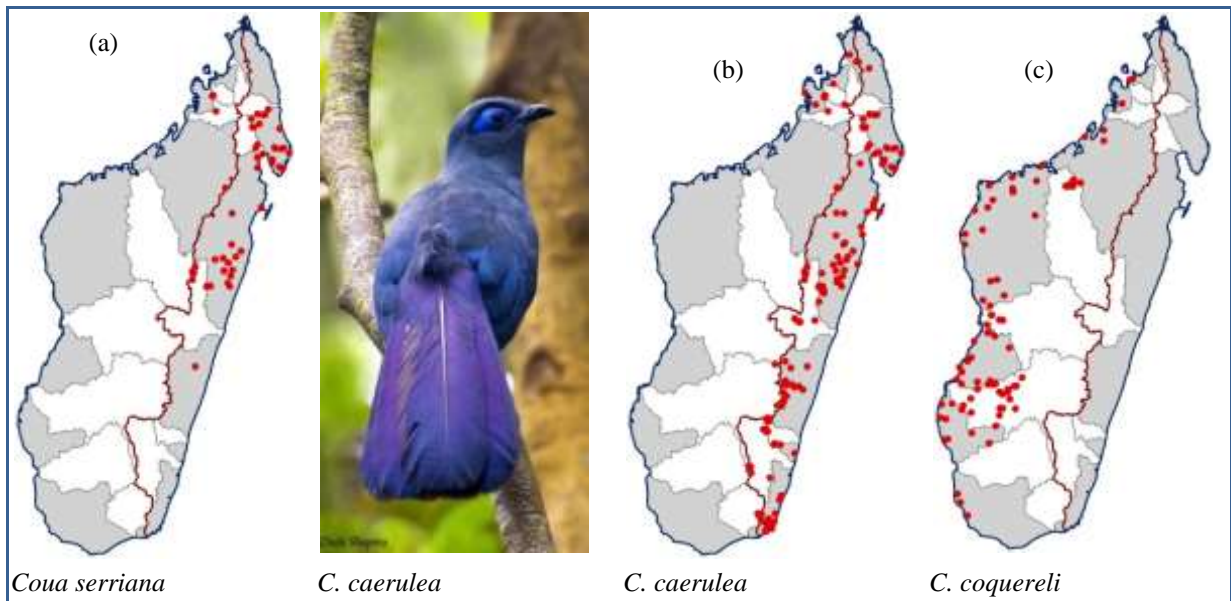 (a)
(b)
(c)
Coua serriana
C. caerulea
C. caerulea
C. coquereli